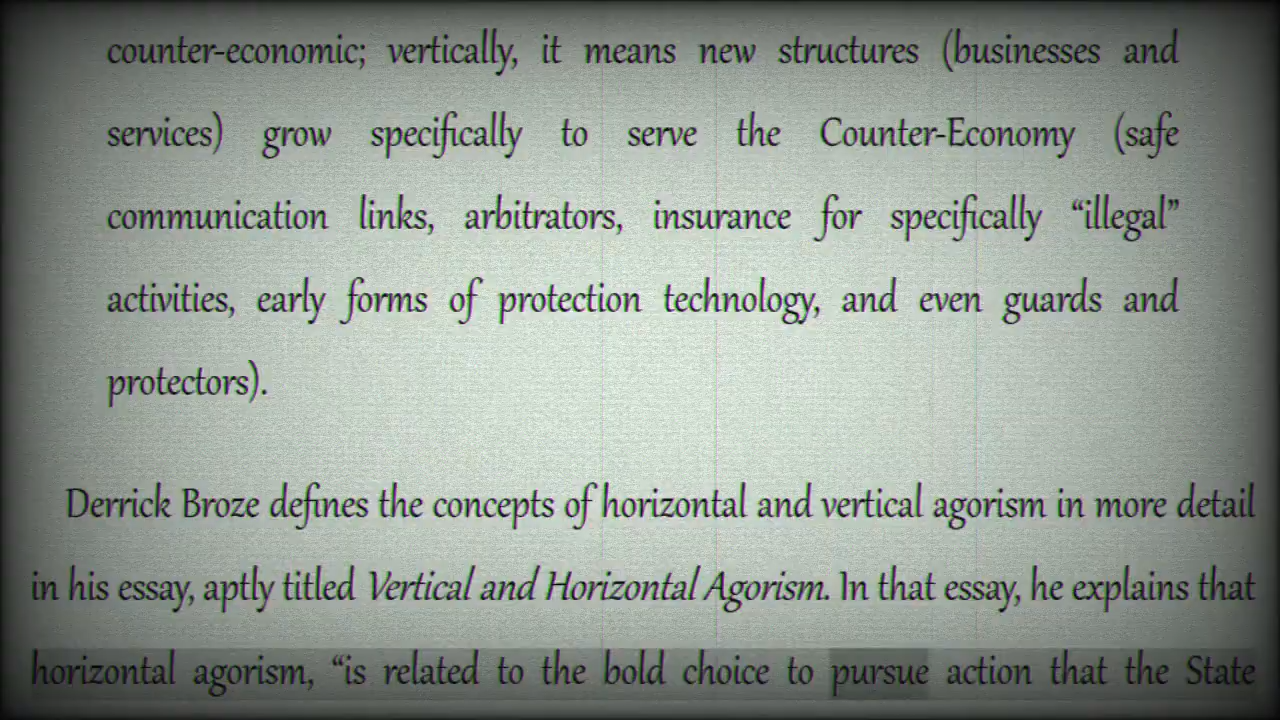 counter-economic; vertically, it means new structures (businesses and
services) grow specifically to serve the Counter-Economy (safe
communication links, arbitrators, insurance for specifically “illegal”
activities, early forms of protection technology, and even guards and
protectors).
Derrick Broze defines the concepts of horizontal and vertical agorism in more detail
in his essay, aptly titled Vertical and Horizontal Agorism. In that essay, he explains that
horizontal agorism, “is related to the bold choice to pursue action that the State